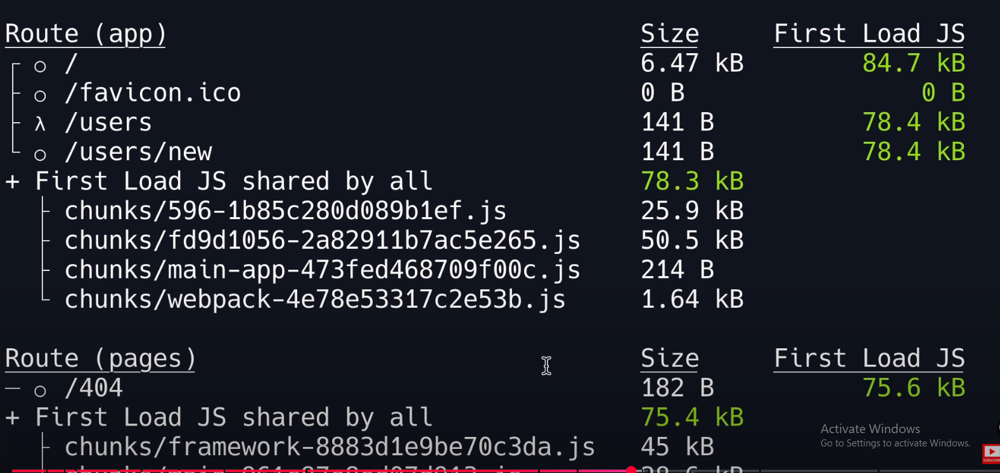 Route (app) Size First Load JS
┌ ○ / 6.47 kB 84.7 kB
├ ○ /favicon.ico 0 B 0 B
├ λ /users 141 B 78.4 kB
└ ○ /users/new 141 B 78.4 kB
+ First Load JS shared by all 78.3 kB
├ chunks/596-1b85c280d089b1ef.js 25.9 kB
├ chunks/fd9d1056-2a82911b7ac5e265.js 50.5 kB
├ chunks/main-app-473fed468709f00c.js 214 B
└ chunks/webpack-4e78e53317c2e53b.js 1.64 kB
Route (pages) Size First Load JS
─ ○ /404 182 B 75.6 kB
+ First Load JS shared by all 75.4 kB
├ chunks/framework-8883d1e9be70c3da.js 45 kB
Activate Windows
Go to Settings to activate Windows.
SUBSCRIBE